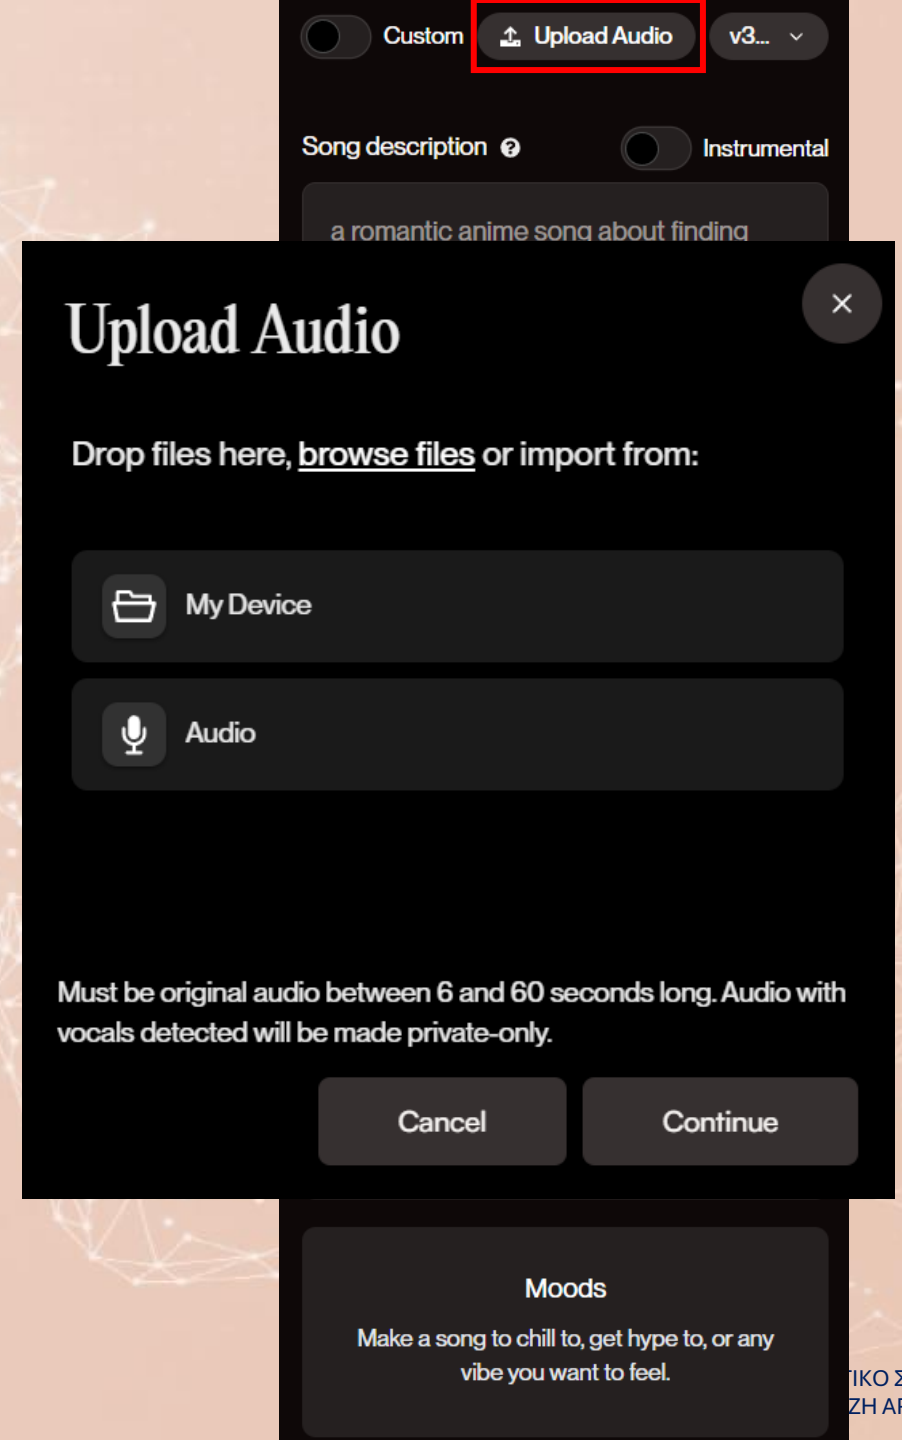 Custom Upload Audio v3...
Song description Instrumental
a romantic anime song about finding
Upload Audio
Drop files here, browse files or import from:
My Device
Audio
Must be original audio between 6 and 60 seconds long. Audio with
vocals detected will be made private-only.
Cancel Continue
Moods
Make a song to chill to, get hype to, or any
vibe you want to feel.
ΤΙΚΟ Σ
ΖΗ ΑΡ